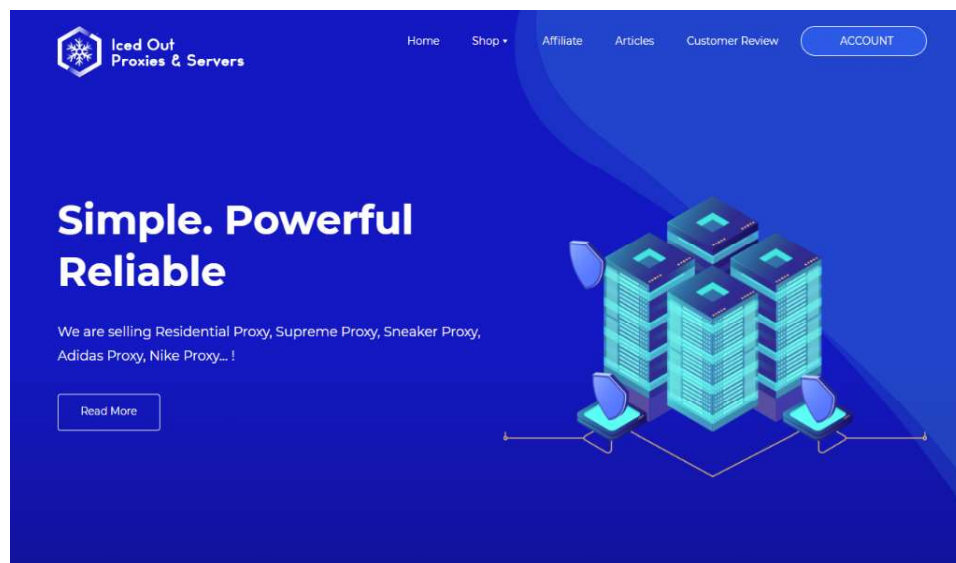 Iced Out
Proxies & Servers
Home Shop Affiliate Articles Customer Review ACCOUNT
Simple. Powerful
Reliable
We are selling Residential Proxy, Supreme Proxy, Sneaker Proxy,
Adidas Proxy, Nike Proxy... !
Read More